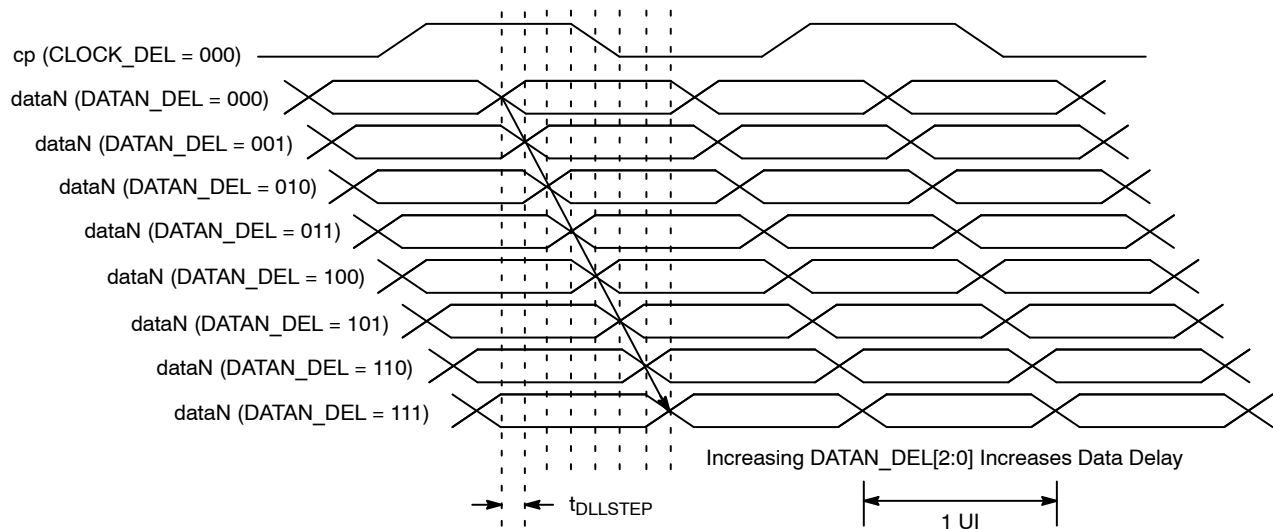 cp (CLOCK_DEL = 000)
dataN (DATAN_DEL = 000)
dataN (DATAN_DEL = 001)
dataN (DATAN_DEL = 010)
dataN (DATAN_DEL = 011)
dataN (DATAN_DEL = 100)
dataN (DATAN_DEL = 101)
dataN (DATAN_DEL = 110)
dataN (DATAN_DEL = 111)
Increasing DATAN_DEL[2:0] Increases Data Delay
tDLLSTEP
1 UI